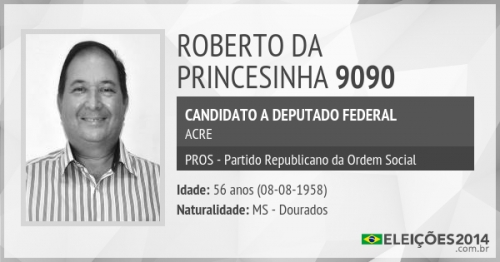 ROBERTO DA
PRINCESINHA 9090
CANDIDATO A DEPUTADO FEDERAL
ACRE
PROS - Partido Republicano da Ordem Social
Idade: 56 anos (08-08-1958)
Naturalidade: MS - Dourados
ELEIÇÕES2014
.com.br